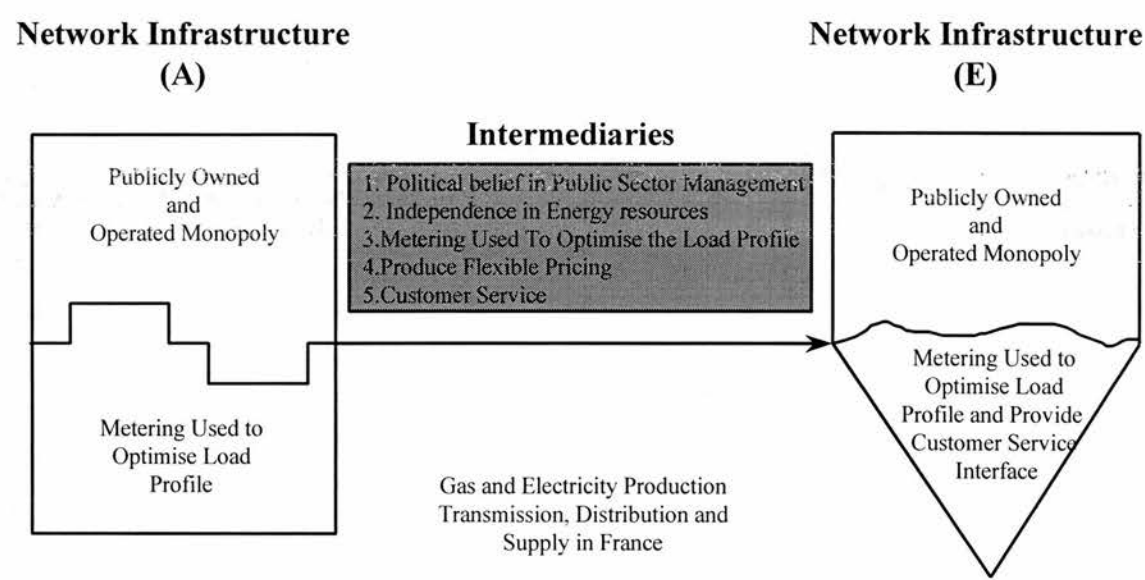 Network Infrastructure
(A)
Network Infrastructure
(E)
Intermediaries
Publicly Owned
and
Operated Monopoly
1. Political belief in Public Sector Management
2. Independence in Energy resources
3.Metering Used To Optimise the Load Profile
4.Produce Flexible Pricing
5.Customer Service
Publicly Owned
and
Operated Monopoly
Metering Used to
Optimise Load
Profile
Metering Used to
Optimise Load
Profile and Provide
Customer Service
Interface
Gas and Electricity Production
Transmission, Distribution and
Supply in France